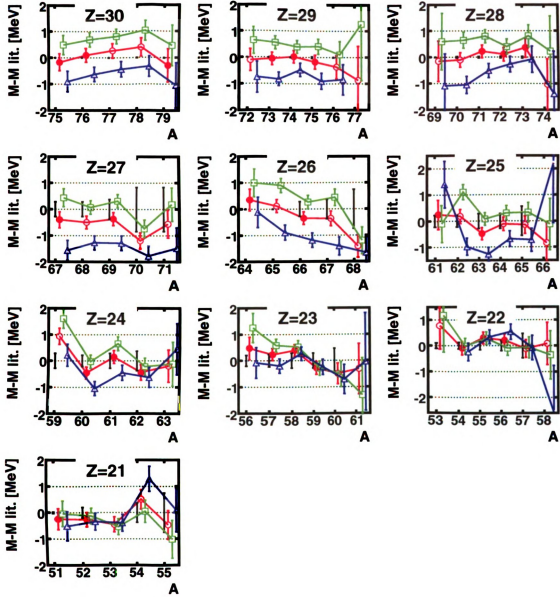 Z=30 Z=29 Z=28
M-M lit. [MeV] 2 1 0 -1 -2
75 76 77 78 79
A
M-M lit. [MeV] 2 1 0 -1 -2
72 73 74 75 76 77
A
M-M lit. [MeV] 2 1 0 -1 -2
69 70 71 72 73 74
A
Z=27 Z=26 Z=25
M-M lit. [MeV] 2 1 0 -1 -2
67 68 69 70 71
A
M-M lit. [MeV] 2 1 0 -1 -2
64 65 66 67 68
A
M-M lit. [MeV] 2 1 0 -1
61 62 63 64 65 66
A
Z=24 Z=23 Z=22
M-M lit. [MeV] 2 1 0 -1 -2
59 60 61 62 63
A
M-M lit. [MeV] 2 1 0 -1 -2
56 57 58 59 60 61
A
M-M lit. [MeV] 1 0 -1 -2
53 54 55 56 57 58
A
Z=21
M-M lit. [MeV] 2 1 0 -1 -2
51 52 53 54 55
A